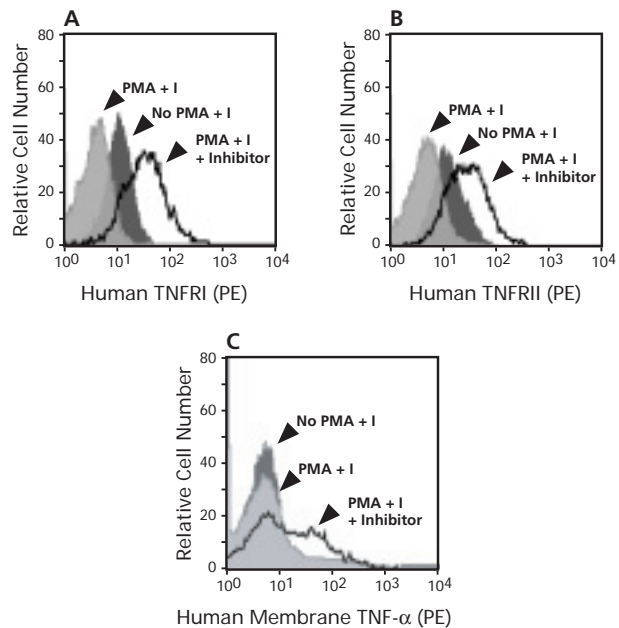 A
Relative Cell Number
80
60
40
20
0
PMA + I
No PMA + I
PMA + I
+ Inhibitor
10⁰ 10¹ 10² 10³ 10⁴
Human TNFRI (PE)
B
Relative Cell Number
80
60
40
20
0
PMA + I
No PMA + I
PMA + I
+ Inhibitor
10⁰ 10¹ 10² 10³ 10⁴
Human TNFRII (PE)
C
Relative Cell Number
80
60
40
20
0
No PMA + I
PMA + I
PMA + I
+ Inhibitor
10⁰ 10¹ 10² 10³ 10⁴
Human Membrane TNF-α (PE)